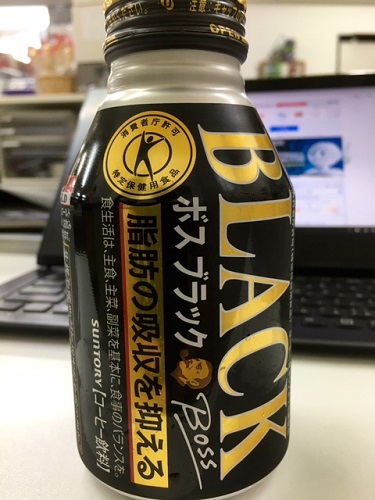 OPEN
消費者庁許可
特定保健用食品
BLACK
ボス ブラック
Boss
脂肪の吸収を抑える
食生活は、主食、主菜、副菜を基本に、食事のバランスを。
SUNTORY【コーヒー飲料】